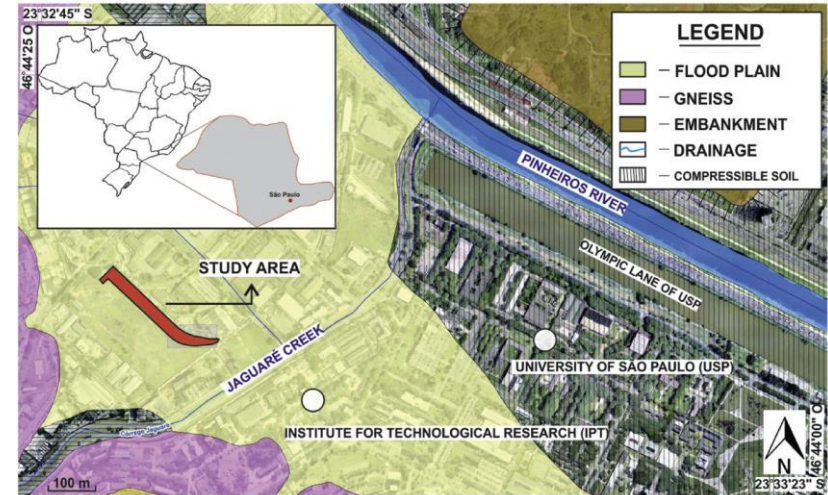 23°32'45" S
46°44'25 O
São Paulo
LEGEND
– FLOOD PLAIN
– GNEISS
– EMBANKMENT
– DRAINAGE
– COMPRESSIBLE SOIL
PINHEIROS RIVER
OLYMPIC LANE OF USP
STUDY AREA
JAGUARÉ CREEK
UNIVERSITY OF SÃO PAULO (USP)
INSTITUTE FOR TECHNOLOGICAL RESEARCH (IPT)
Córrego Jaguaré
100 m
N
46°44'00" O
23°33'23" S